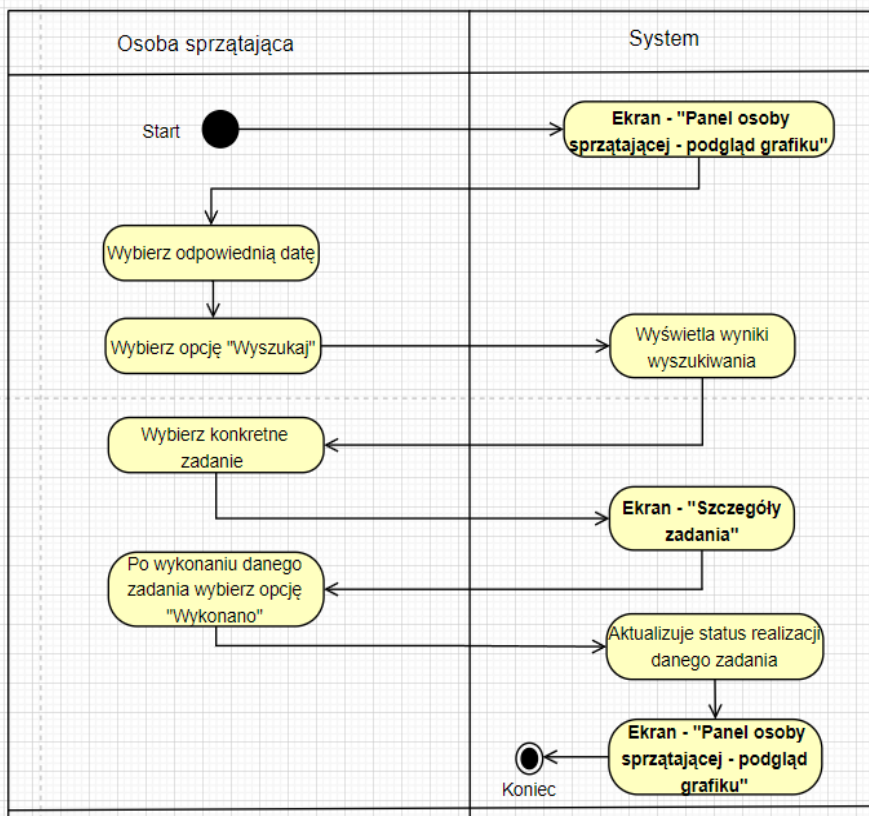 Osoba sprzątająca
System
Start
Ekran - "Panel osoby
sprzątającej - podgląd grafiku"
Wybierz odpowiednią datę
Wybierz opcję "Wyszukaj"
Wyświetla wyniki
wyszukiwania
Wybierz konkretne
zadanie
Ekran - "Szczegóły
zadania"
Po wykonaniu danego
zadania wybierz opcję
"Wykonano"
Aktualizuje status realizacji
danego zadania
Ekran - "Panel osoby
sprzątającej - podgląd
grafiku"
Koniec